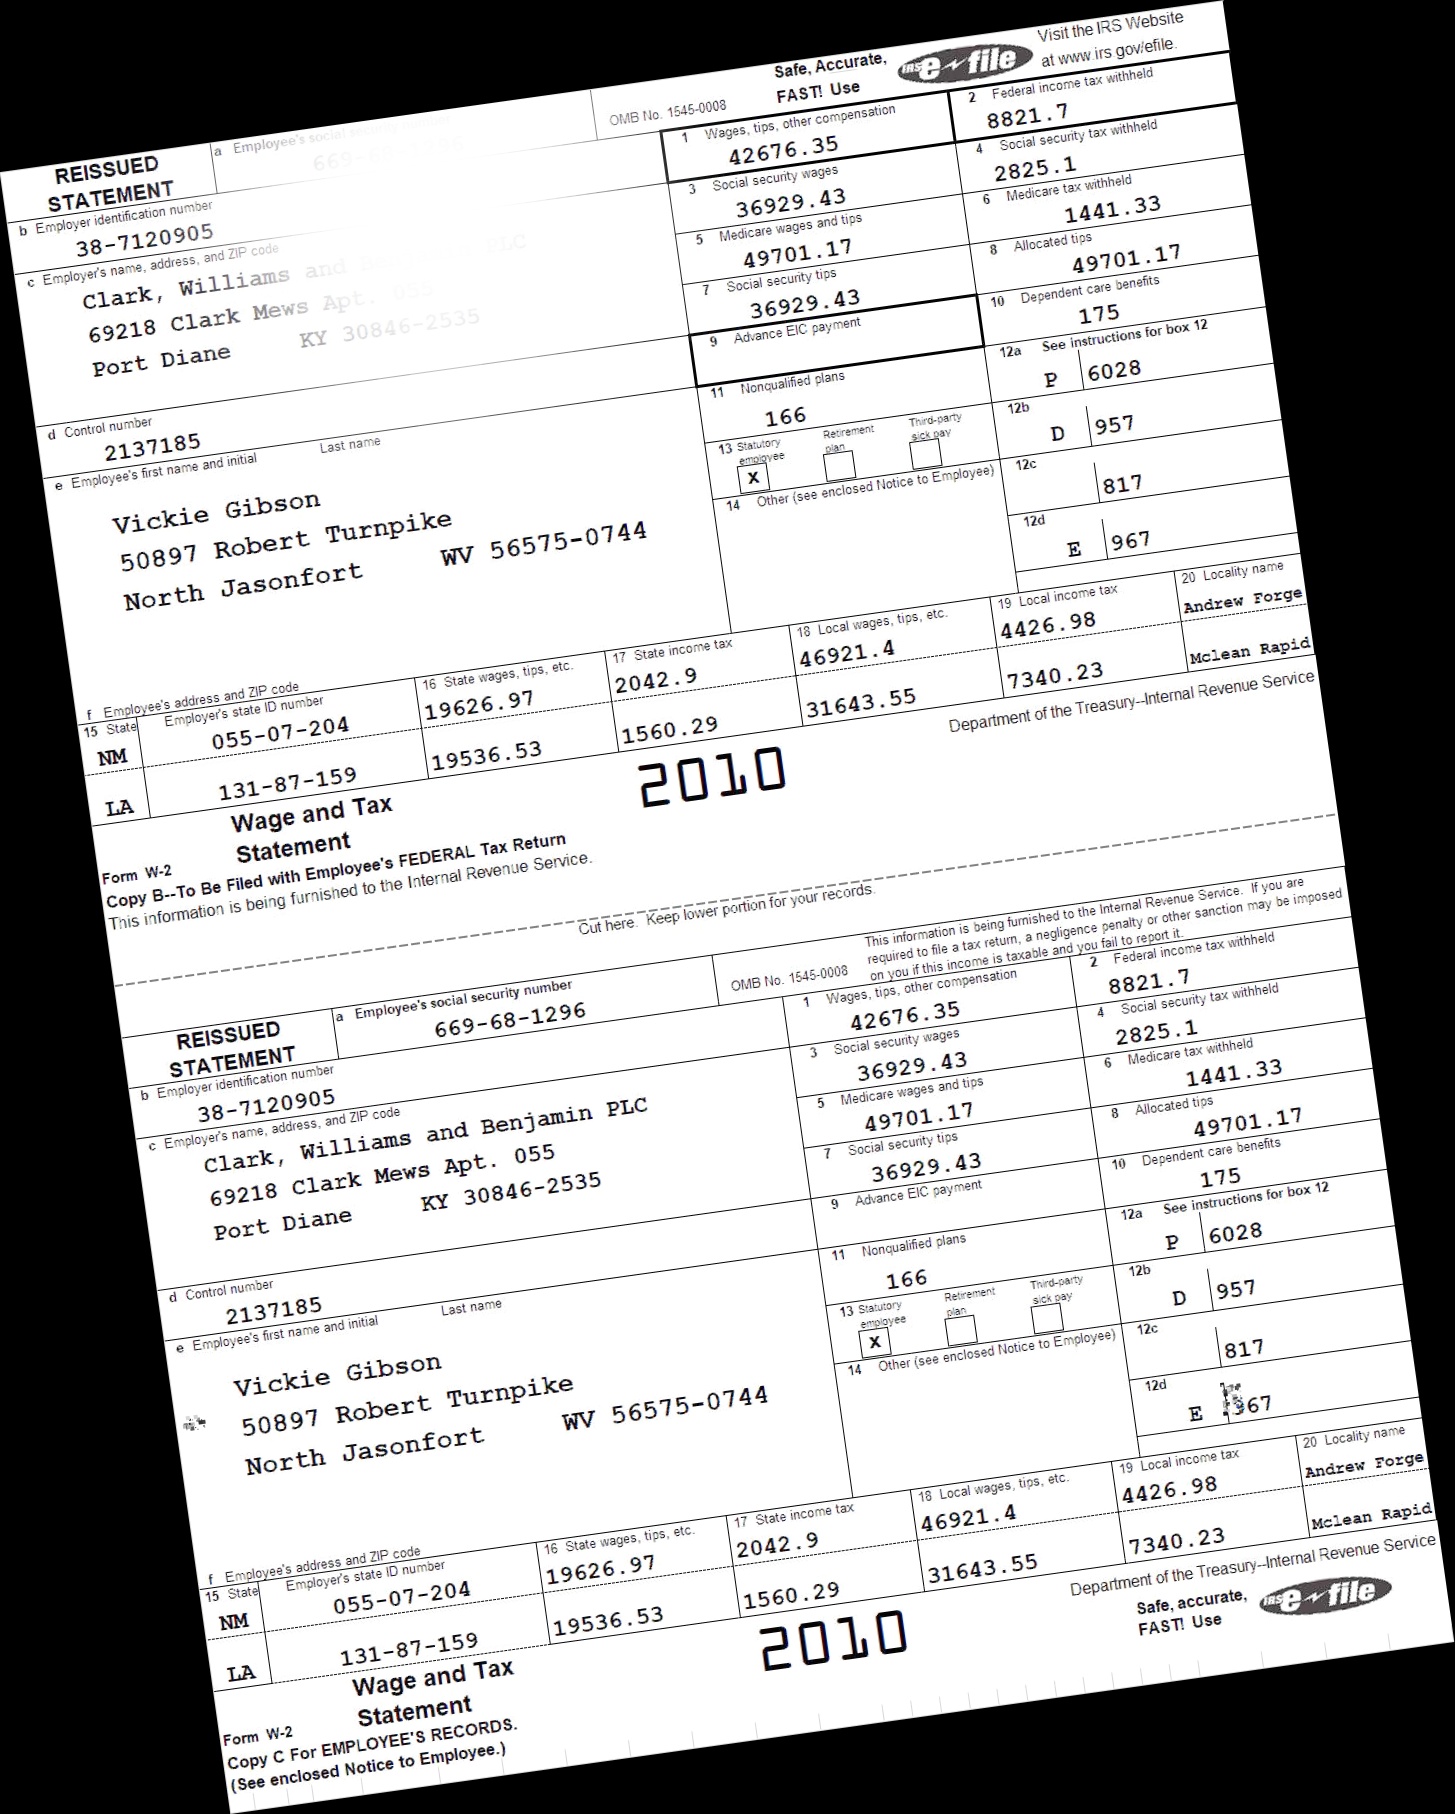 Safe, Accurate,
FAST! Use
IRS e-file
Visit the IRS Website
at www.irs.gov/efile.
REISSUED
STATEMENT
a Employee's social security
OMB No. 1545-0008
1 Wages, tips, other compensation
42676.35
2 Federal income tax withheld
8821.7
b Employer identification number
38-7120905
3 Social security wages
36929.43
4 Social security tax withheld
2825.1
c Employer's name, address, and ZIP code
Clark, Williams and PLC
69218 Clark Mews Apt. 055
Port Diane KY 30846-2535
5 Medicare wages and tips
49701.17
6 Medicare tax withheld
1441.33
7 Social security tips
36929.43
8 Allocated tips
49701.17
9 Advance EIC payment
10 Dependent care benefits
175
d Control number
2137185
11 Nonqualified plans
166
12a See instructions for box 12
P 6028
e Employee's first name and initial Last name
Vickie Gibson
50897 Robert Turnpike
North Jasonfort WV 56575-0744
13 Statutory employee
X
Retirement plan
Third-party sick pay
12b
D 957
14 Other (see enclosed Notice to Employee)
12c
817
12d
E 967
f Employee's address and ZIP code
15 State Employer's state ID number
16 State wages, tips, etc.
17 State income tax
18 Local wages, tips, etc.
19 Local income tax
20 Locality name
NM 055-07-204 19626.97 2042.9 46921.4 4426.98 Andrew Forge
LA 131-87-159 19536.53 1560.29 31643.55 7340.23 Mclean Rapid
Form W-2
Wage and Tax
Statement
2010
Department of the Treasury--Internal Revenue Service
Copy B--To Be Filed with Employee's FEDERAL Tax Return
This information is being furnished to the Internal Revenue Service.
Cut here. Keep lower portion for your records.
REISSUED
STATEMENT
a Employee's social security number
669-68-1296
OMB No. 1545-0008
This information is being furnished to the Internal Revenue Service. If you are
required to file a tax return, a negligence penalty or other sanction may be imposed
on you if this income is taxable and you fail to report it.
1 Wages, tips, other compensation
42676.35
2 Federal income tax withheld
8821.7
b Employer identification number
38-7120905
3 Social security wages
36929.43
4 Social security tax withheld
2825.1
c Employer's name, address, and ZIP code
Clark, Williams and Benjamin PLC
69218 Clark Mews Apt. 055
Port Diane KY 30846-2535
5 Medicare wages and tips
49701.17
6 Medicare tax withheld
1441.33
7 Social security tips
36929.43
8 Allocated tips
49701.17
9 Advance EIC payment
10 Dependent care benefits
175
d Control number
2137185
11 Nonqualified plans
166
12a See instructions for box 12
P 6028
e Employee's first name and initial Last name
Vickie Gibson
50897 Robert Turnpike
North Jasonfort WV 56575-0744
13 Statutory employee
X
Retirement plan
Third-party sick pay
12b
D 957
14 Other (see enclosed Notice to Employee)
12c
817
12d
E 967
f Employee's address and ZIP code
15 State Employer's state ID number
16 State wages, tips, etc.
17 State income tax
18 Local wages, tips, etc.
19 Local income tax
20 Locality name
NM 055-07-204 19626.97 2042.9 46921.4 4426.98 Andrew Forge
LA 131-87-159 19536.53 1560.29 31643.55 7340.23 Mclean Rapid
Form W-2
Wage and Tax
Statement
2010
Department of the Treasury--Internal Revenue Service
Safe, accurate,
FAST! Use
IRS e-file
Copy C For EMPLOYEE'S RECORDS.
(See enclosed Notice to Employee.)